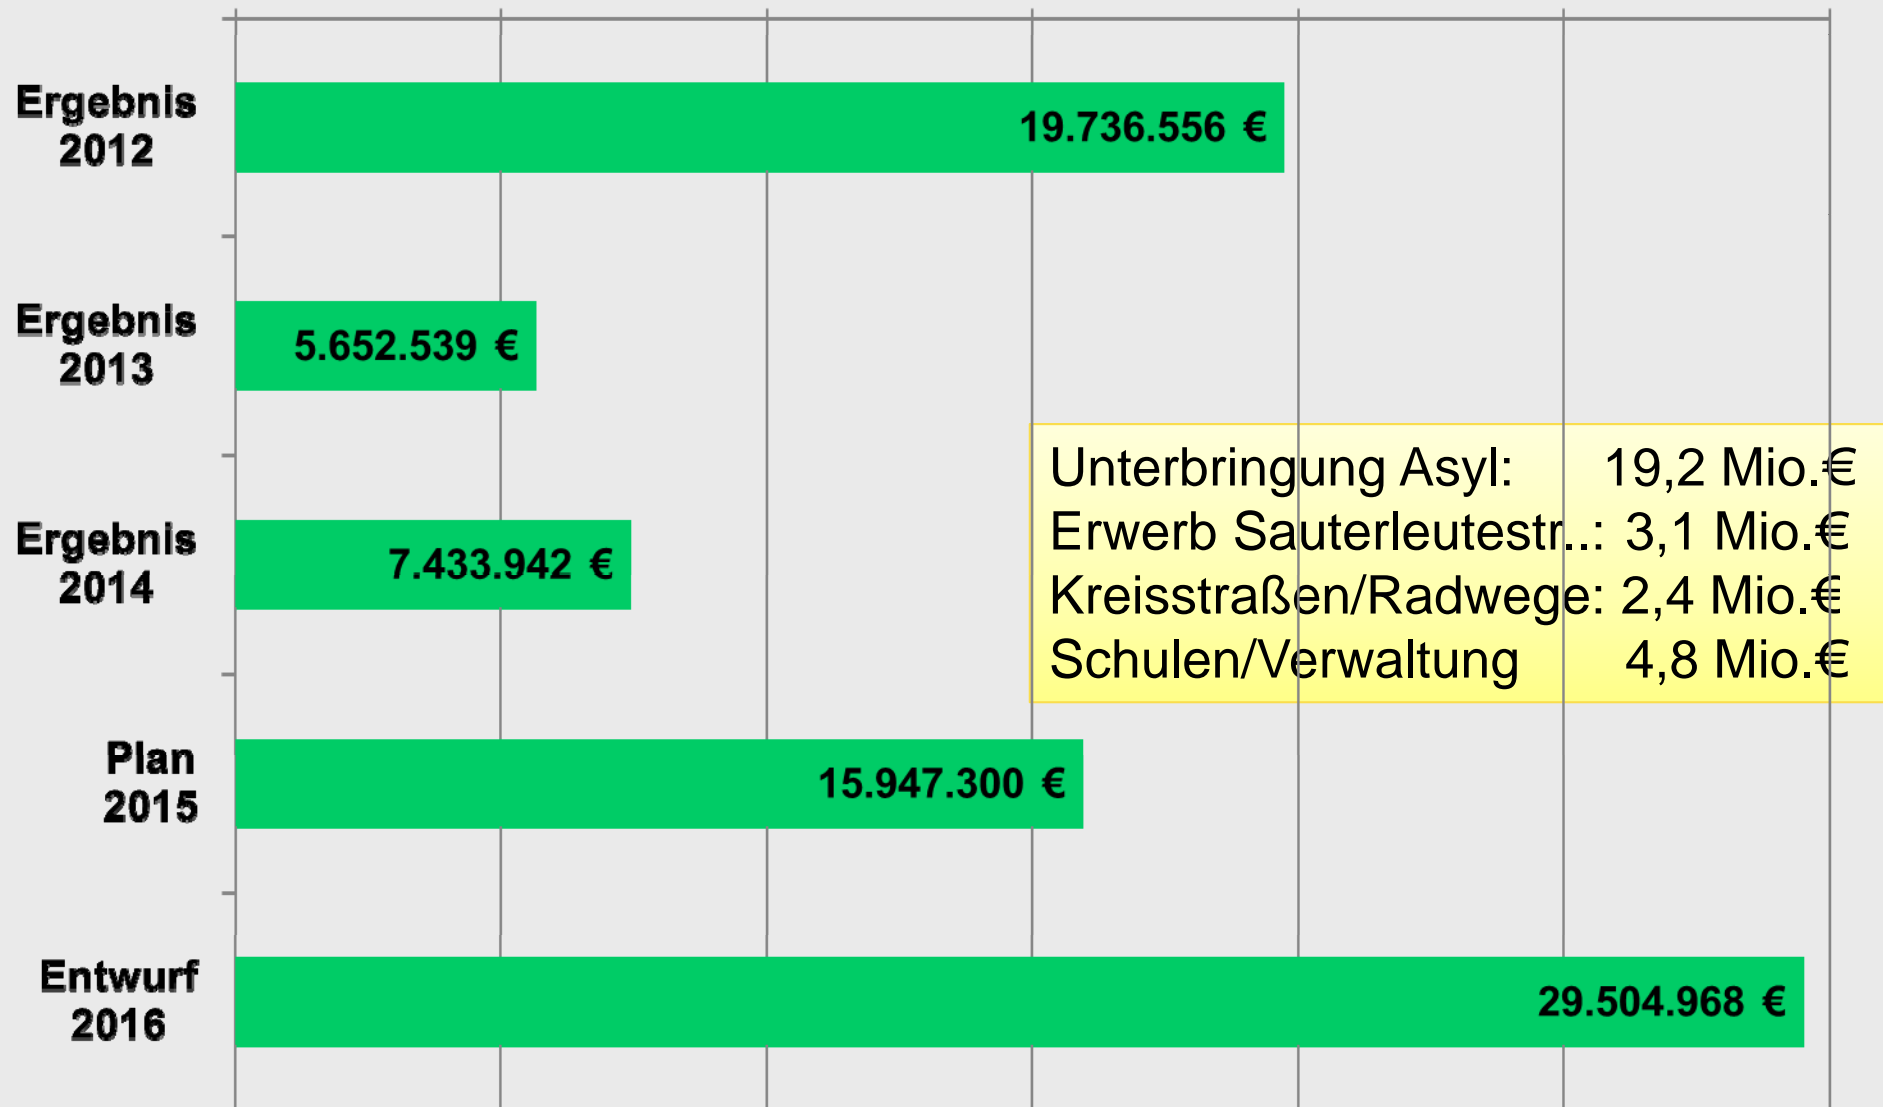 Ergebnis
2012
19.736.556 €
Ergebnis
2013
5.652.539 €
Ergebnis
2014
7.433.942 €
Unterbringung Asyl: 19,2 Mio.€
Erwerb Sauterleutestr..: 3,1 Mio.€
Kreisstraßen/Radwege: 2,4 Mio.€
Schulen/Verwaltung 4,8 Mio.€
Plan
2015
15.947.300 €
Entwurf
2016
29.504.968 €